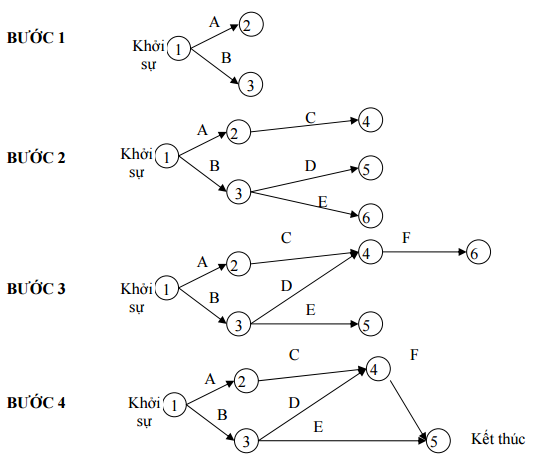 BƯỚC 1
Khởi sự
1
A
2
B
3
BƯỚC 2
Khởi sự
1
A
2
C
4
B
3
D
5
E
6
BƯỚC 3
Khởi sự
1
A
2
C
4
F
6
B
3
D
E
5
BƯỚC 4
Khởi sự
1
A
2
C
4
F
B
3
D
E
5
Kết thúc